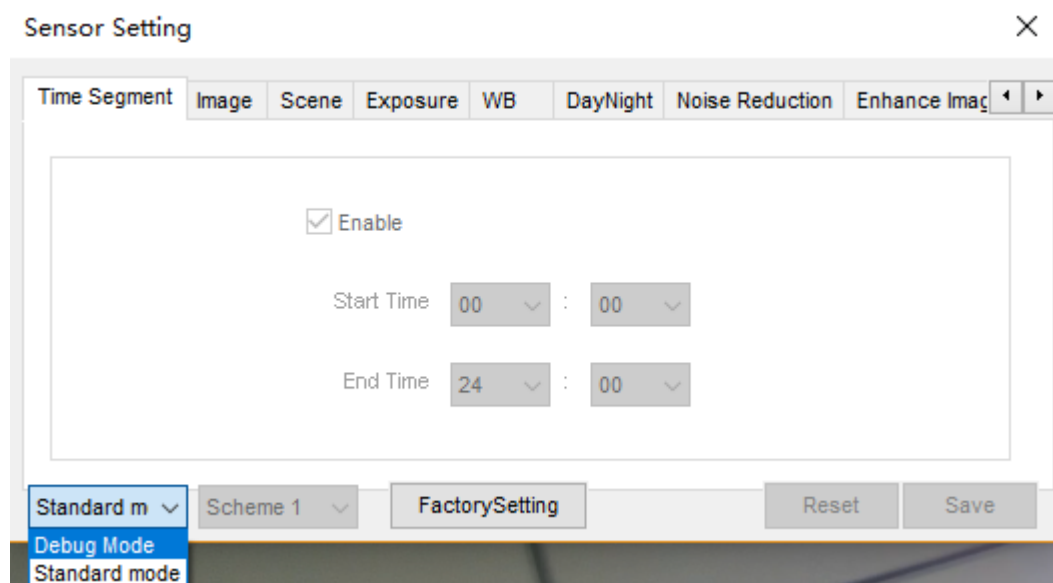 Sensor Setting
Time Segment Image Scene Exposure WB DayNight Noise Reduction Enhance Imag
Enable
Start Time 00 : 00
End Time 24 : 00
Standard m Scheme 1 FactorySetting Reset Save
Debug Mode
Standard mode